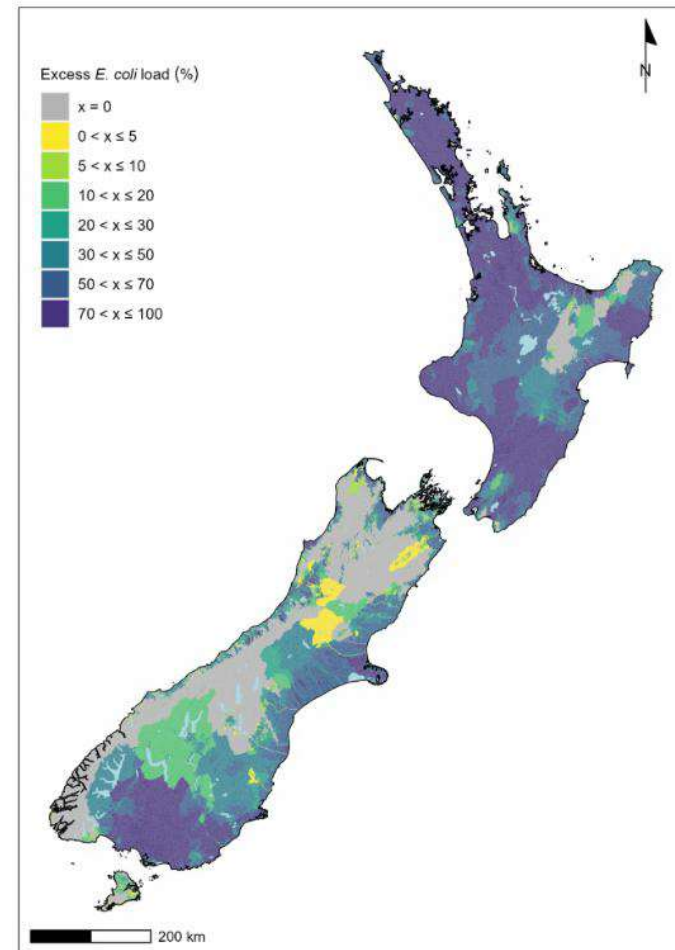 N
Excess E. coli load (%)
x = 0
0 < x ≤ 5
5 < x ≤ 10
10 < x ≤ 20
20 < x ≤ 30
30 < x ≤ 50
50 < x ≤ 70
70 < x ≤ 100
200 km